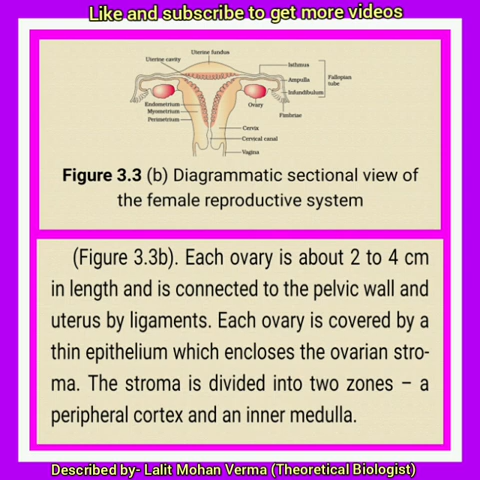 Like and subscribe to get more videos
Uterine fundus
Uterine cavity
Isthmus
Ampulla
Fallopian
tube
Infundibulum
Endometrium
Ovary
Myometrium
Fimbriae
Perimetrium
Cervix
Cervical canal
Vagina
Figure 3.3 (b) Diagrammatic sectional view of
the female reproductive system
(Figure 3.3b). Each ovary is about 2 to 4 cm
in length and is connected to the pelvic wall and
uterus by ligaments. Each ovary is covered by a
thin epithelium which encloses the ovarian stro-
ma. The stroma is divided into two zones – a
peripheral cortex and an inner medulla.
Described by- Lalit Mohan Verma (Theoretical Biologist)